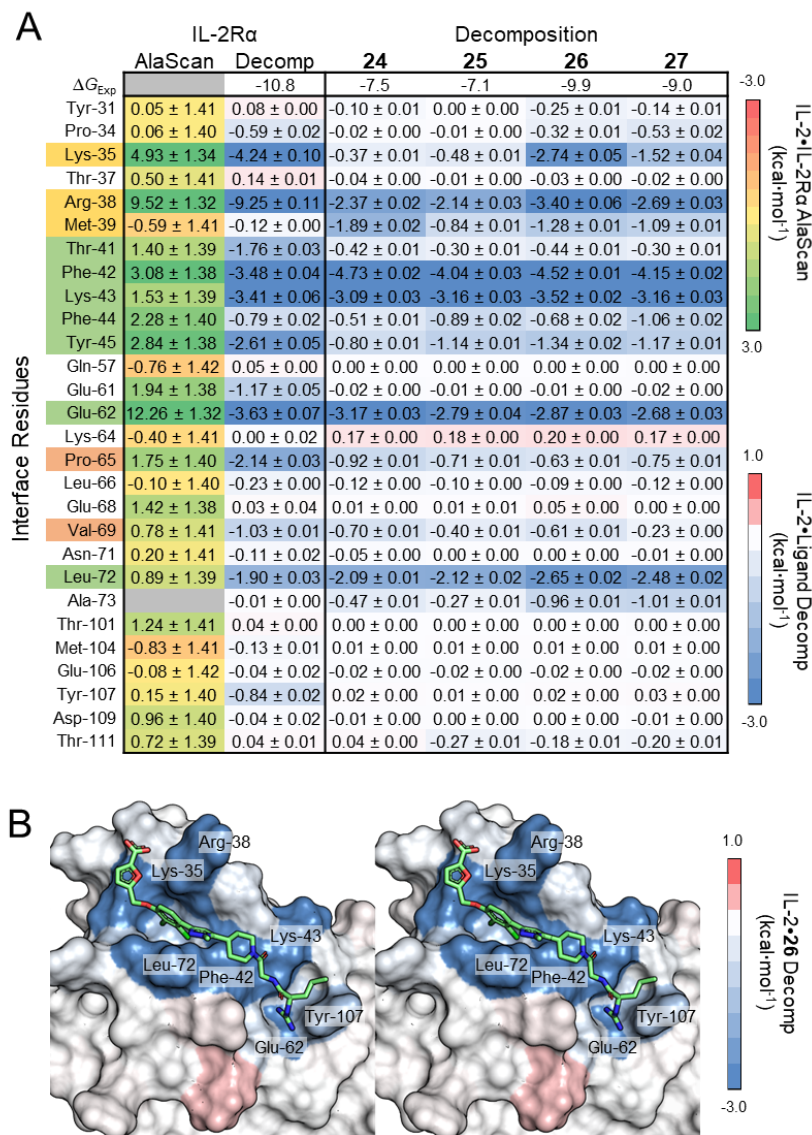 A
IL-2Rα Decomposition
AlaScan Decomp 24 25 26 27
ΔG_Exp -10.8 -7.5 -7.1 -9.9 -9.0
Tyr-31 0.05 ± 1.41 0.08 ± 0.00 -0.10 ± 0.01 0.00 ± 0.00 -0.25 ± 0.01 -0.14 ± 0.01
Pro-34 0.06 ± 1.40 -0.59 ± 0.02 -0.02 ± 0.00 -0.01 ± 0.00 -0.32 ± 0.01 -0.53 ± 0.02
Lys-35 4.93 ± 1.34 -4.24 ± 0.10 -0.37 ± 0.01 -0.48 ± 0.01 -2.74 ± 0.05 -1.52 ± 0.04
Thr-37 0.50 ± 1.41 0.14 ± 0.01 -0.04 ± 0.00 -0.01 ± 0.00 -0.03 ± 0.00 -0.02 ± 0.00
Arg-38 9.52 ± 1.32 -9.25 ± 0.11 -2.37 ± 0.02 -2.14 ± 0.03 -3.40 ± 0.06 -2.69 ± 0.03
Met-39 -0.59 ± 1.41 -0.12 ± 0.00 -1.89 ± 0.02 -0.84 ± 0.01 -1.28 ± 0.01 -1.09 ± 0.01
Thr-41 1.40 ± 1.39 -1.76 ± 0.03 -0.42 ± 0.01 -0.30 ± 0.01 -0.44 ± 0.01 -0.30 ± 0.01
Phe-42 3.08 ± 1.38 -3.48 ± 0.04 -4.73 ± 0.02 -4.04 ± 0.03 -4.52 ± 0.01 -4.15 ± 0.02
Lys-43 1.53 ± 1.39 -3.41 ± 0.06 -3.09 ± 0.03 -3.16 ± 0.03 -3.52 ± 0.02 -3.16 ± 0.03
Phe-44 2.28 ± 1.40 -0.79 ± 0.02 -0.51 ± 0.01 -0.89 ± 0.02 -0.68 ± 0.01 -1.06 ± 0.02
Tyr-45 2.84 ± 1.38 -2.61 ± 0.05 -0.80 ± 0.01 -1.14 ± 0.01 -1.34 ± 0.02 -1.17 ± 0.01
Gln-57 -0.76 ± 1.42 0.05 ± 0.00 0.00 ± 0.00 0.00 ± 0.00 0.00 ± 0.00 0.00 ± 0.00
Glu-61 1.94 ± 1.38 -1.17 ± 0.05 -0.02 ± 0.00 -0.01 ± 0.00 -0.02 ± 0.00 -0.01 ± 0.00
Glu-62 12.26 ± 1.32 -3.63 ± 0.07 -3.17 ± 0.03 -2.79 ± 0.04 -2.87 ± 0.03 -2.68 ± 0.03
Lys-64 -0.40 ± 1.41 0.00 ± 0.02 0.17 ± 0.00 0.18 ± 0.00 0.20 ± 0.00 0.17 ± 0.00
Pro-65 1.75 ± 1.40 -2.14 ± 0.03 -0.92 ± 0.01 -0.71 ± 0.01 -0.63 ± 0.01 -0.75 ± 0.01
Leu-66 -0.10 ± 1.40 -0.23 ± 0.00 -0.12 ± 0.00 -0.10 ± 0.00 -0.09 ± 0.00 -0.12 ± 0.00
Glu-68 1.42 ± 1.38 0.03 ± 0.04 0.01 ± 0.00 0.01 ± 0.00 0.05 ± 0.00 0.00 ± 0.00
Val-69 0.78 ± 1.41 -1.03 ± 0.01 -0.70 ± 0.01 -0.40 ± 0.01 -0.61 ± 0.01 -0.23 ± 0.00
Asn-71 0.20 ± 1.41 -0.11 ± 0.02 -0.05 ± 0.00 0.00 ± 0.00 0.00 ± 0.00 -0.01 ± 0.00
Leu-72 0.89 ± 1.39 -1.90 ± 0.03 -2.09 ± 0.01 -2.12 ± 0.02 -2.65 ± 0.02 -2.48 ± 0.02
Ala-73 -0.01 ± 0.00 -0.47 ± 0.01 -0.27 ± 0.01 -0.96 ± 0.01 -1.01 ± 0.01
Thr-101 1.24 ± 1.41 0.04 ± 0.00 0.00 ± 0.00 0.00 ± 0.00 0.00 ± 0.00 0.00 ± 0.00
Met-104 -0.83 ± 1.41 -0.13 ± 0.01 0.01 ± 0.00 0.01 ± 0.00 0.01 ± 0.00 0.01 ± 0.00
Glu-106 -0.08 ± 1.42 -0.04 ± 0.02 -0.02 ± 0.00 -0.02 ± 0.00 -0.02 ± 0.00 -0.02 ± 0.00
Tyr-107 0.15 ± 1.40 -0.84 ± 0.02 0.02 ± 0.00 0.01 ± 0.00 0.02 ± 0.00 0.03 ± 0.00
Asp-109 0.96 ± 1.40 -0.04 ± 0.02 -0.01 ± 0.00 0.00 ± 0.00 0.00 ± 0.00 -0.01 ± 0.00
Thr-111 0.72 ± 1.39 0.04 ± 0.01 0.04 ± 0.00 -0.27 ± 0.01 -0.18 ± 0.01 -0.20 ± 0.01
Interface Residues
-3.0
IL-2•IL-2Rα AlaScan
(kcal·mol⁻¹)
3.0
1.0
IL-2•Ligand Decomp
(kcal·mol⁻¹)
-3.0
B
Arg-38
Lys-35
Lys-43
Leu-72
Phe-42
Tyr-107
Glu-62
Arg-38
Lys-35
Lys-43
Leu-72
Phe-42
Tyr-107
Glu-62
1.0
IL-2•26 Decomp
(kcal·mol⁻¹)
-3.0